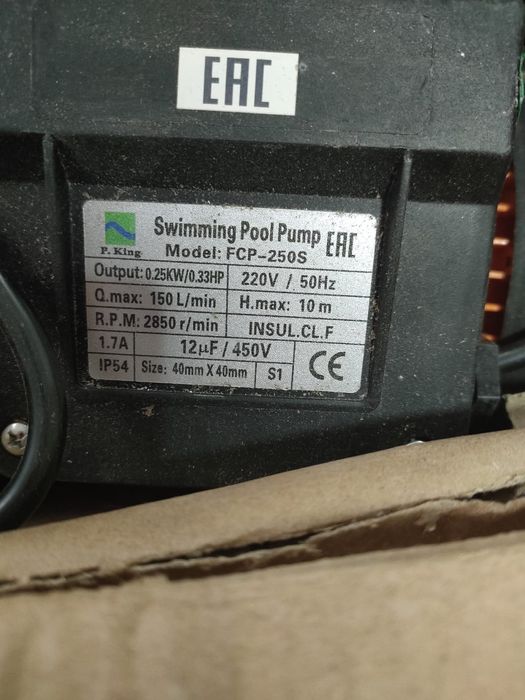 EAC
P. King
Swimming Pool Pump EAC
Model: FCP-250S
Output: 0.25KW/0.33HP 220V / 50Hz
Q.max: 150 L/min H.max: 10 m
R.P.M: 2850 r/min INSUL.CL.F
1.7A 12μF / 450V
IP54 Size: 40mm X 40mm S1 CE